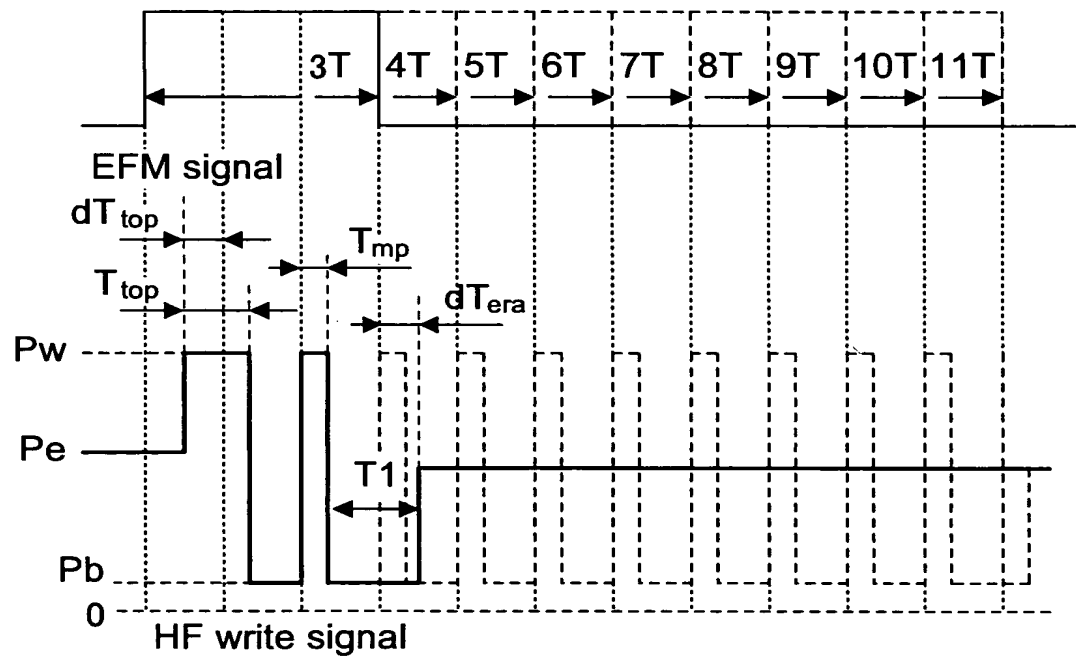 3T 4T 5T 6T 7T 8T 9T 10T 11T
EFM signal
dTtop
Tmp
Ttop
dTera
Pw
Pe
T1
Pb
0
HF write signal